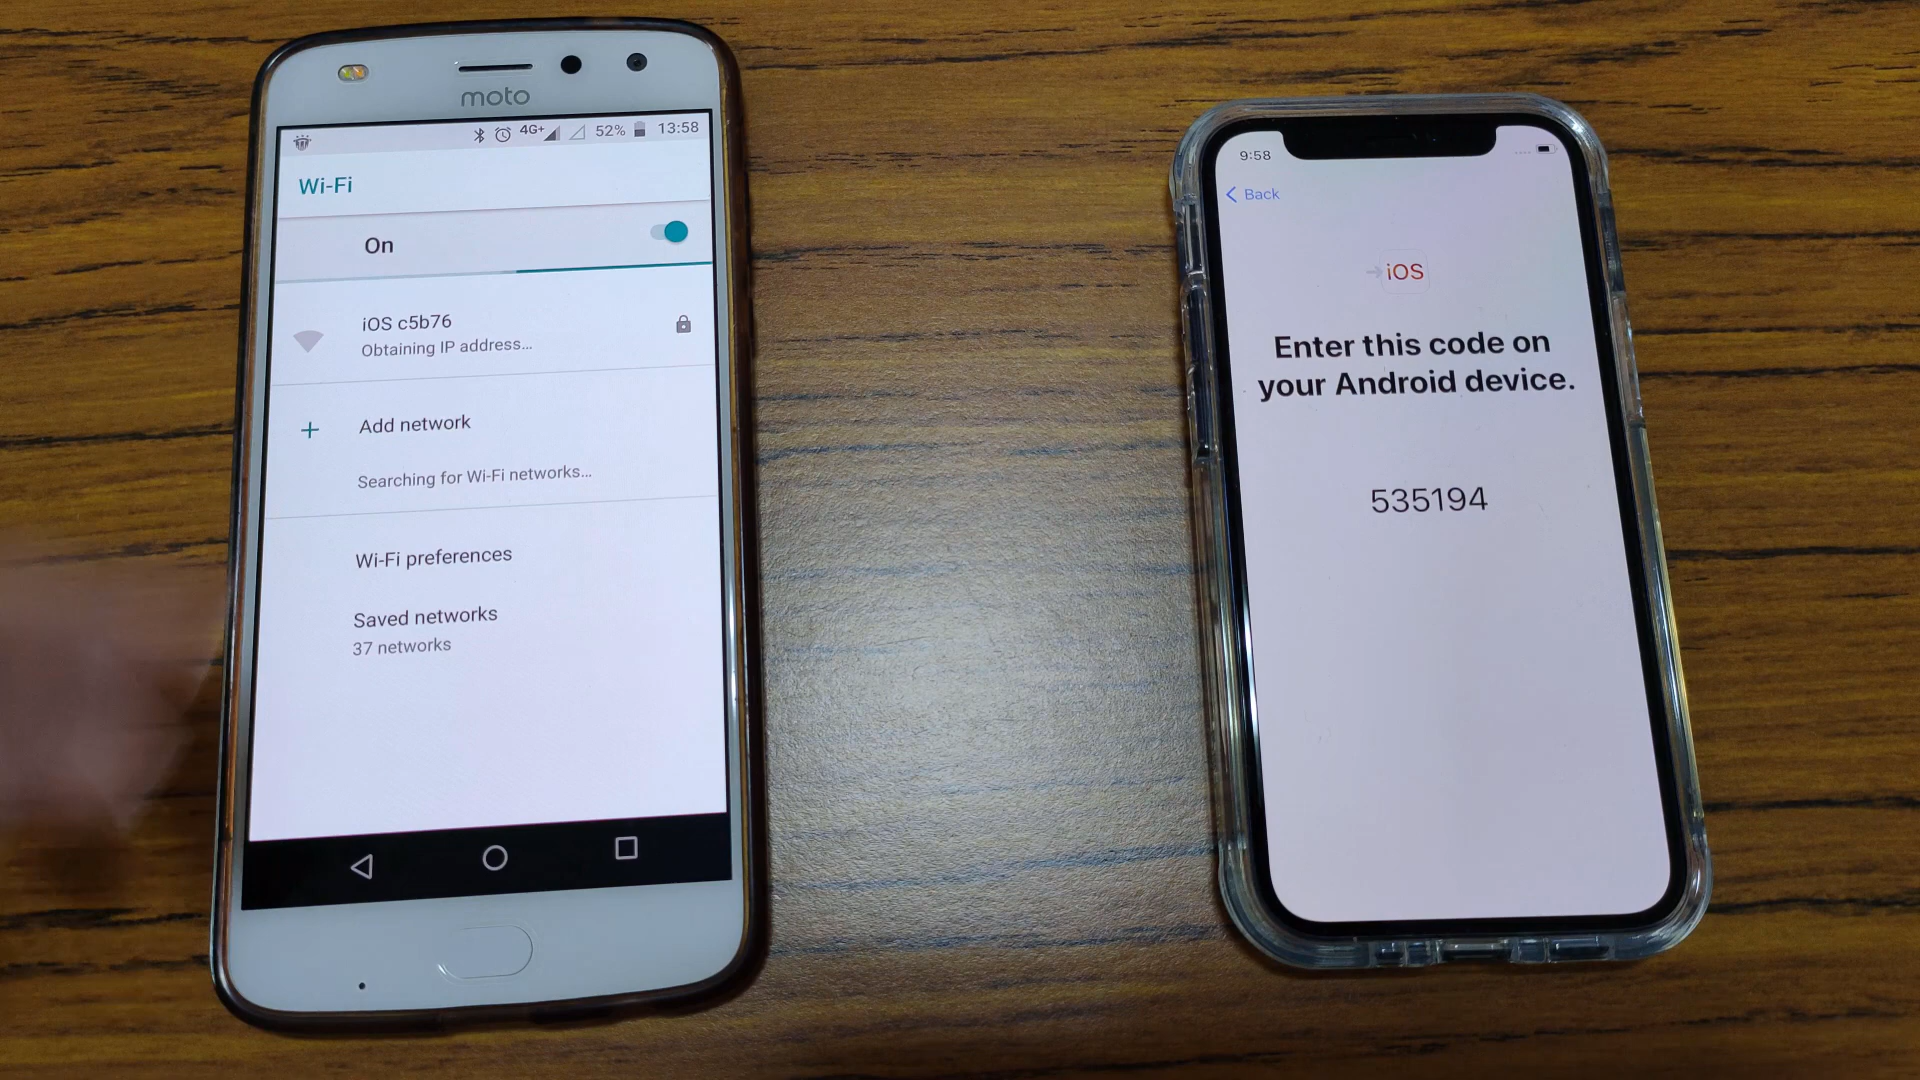 moto
4G+ 52% 13:58
Wi-Fi
On
iOS c5b76
Obtaining IP address…
Add network
Searching for Wi-Fi networks…
Wi-Fi preferences
Saved networks
37 networks
9:58
Back
iOS
Enter this code on
your Android device.
535194